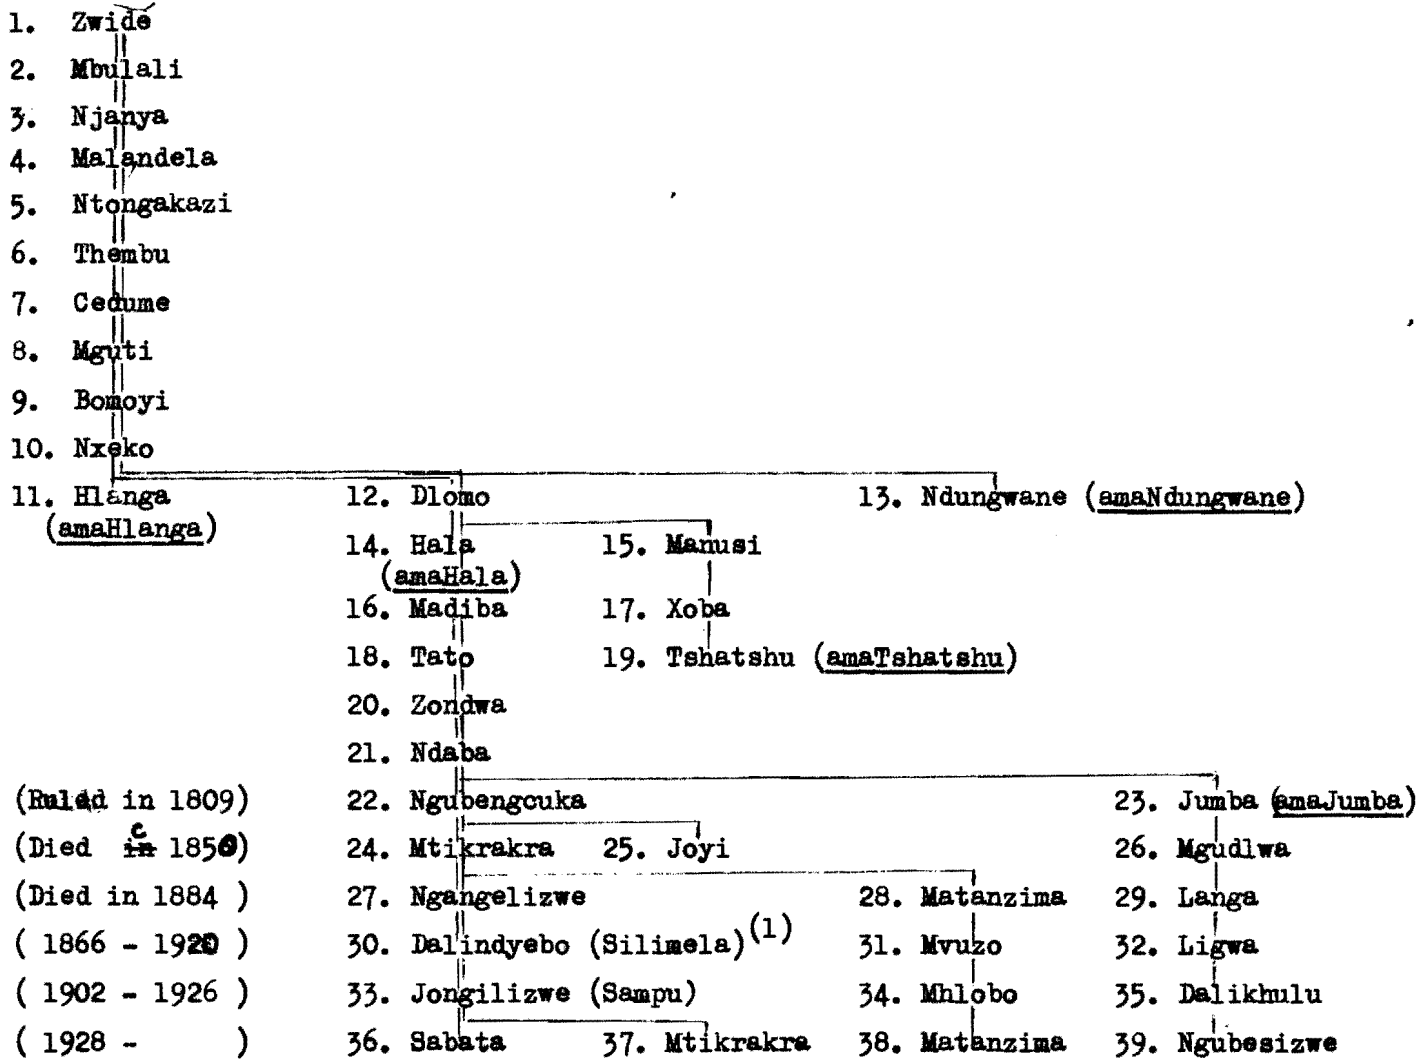 1. Zwide
2. Mbulali
3. Njanya
4. Malandela
5. Ntongakazi
6. Thembu
7. Cedume
8. Mguti
9. Bomoyi
10. Nxeko
11. Hlanga 12. Dlomo 13. Ndungwane (amaNdungwane)
(amaHlanga)
14. Hala 15. Manusi
(amaHala)
16. Madiba 17. Xoba
18. Tato 19. Tshatshu (amaTshatshu)
20. Zondwa
21. Ndaba
(Ruled in 1809) 22. Ngubengcuka 23. Jumba (amaJumba)
(Died c 1850) 24. Mtikrakra 25. Joyi 26. Mgudlwa
(Died in 1884 ) 27. Ngangelizwe 28. Matanzima 29. Langa
( 1866 - 1920 ) 30. Dalindyebo (Silimela)(1) 31. Mvuzo 32. Ligwa
( 1902 - 1926 ) 33. Jongilizwe (Sampu) 34. Mhlobo 35. Dalikhulu
( 1928 - ) 36. Sabata 37. Mtikrakra 38. Matanzima 39. Ngubesizwe